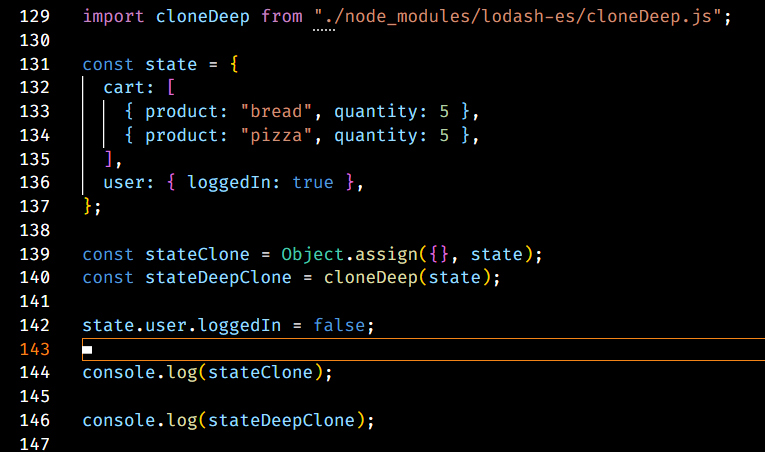 129 import cloneDeep from "./node_modules/lodash-es/cloneDeep.js";
130
131 const state = {
132   cart: [
133     { product: "bread", quantity: 5 },
134     { product: "pizza", quantity: 5 },
135   ],
136   user: { loggedIn: true },
137 };
138
139 const stateClone = Object.assign({}, state);
140 const stateDeepClone = cloneDeep(state);
141
142 state.user.loggedIn = false;
143
144 console.log(stateClone);
145
146 console.log(stateDeepClone);
147